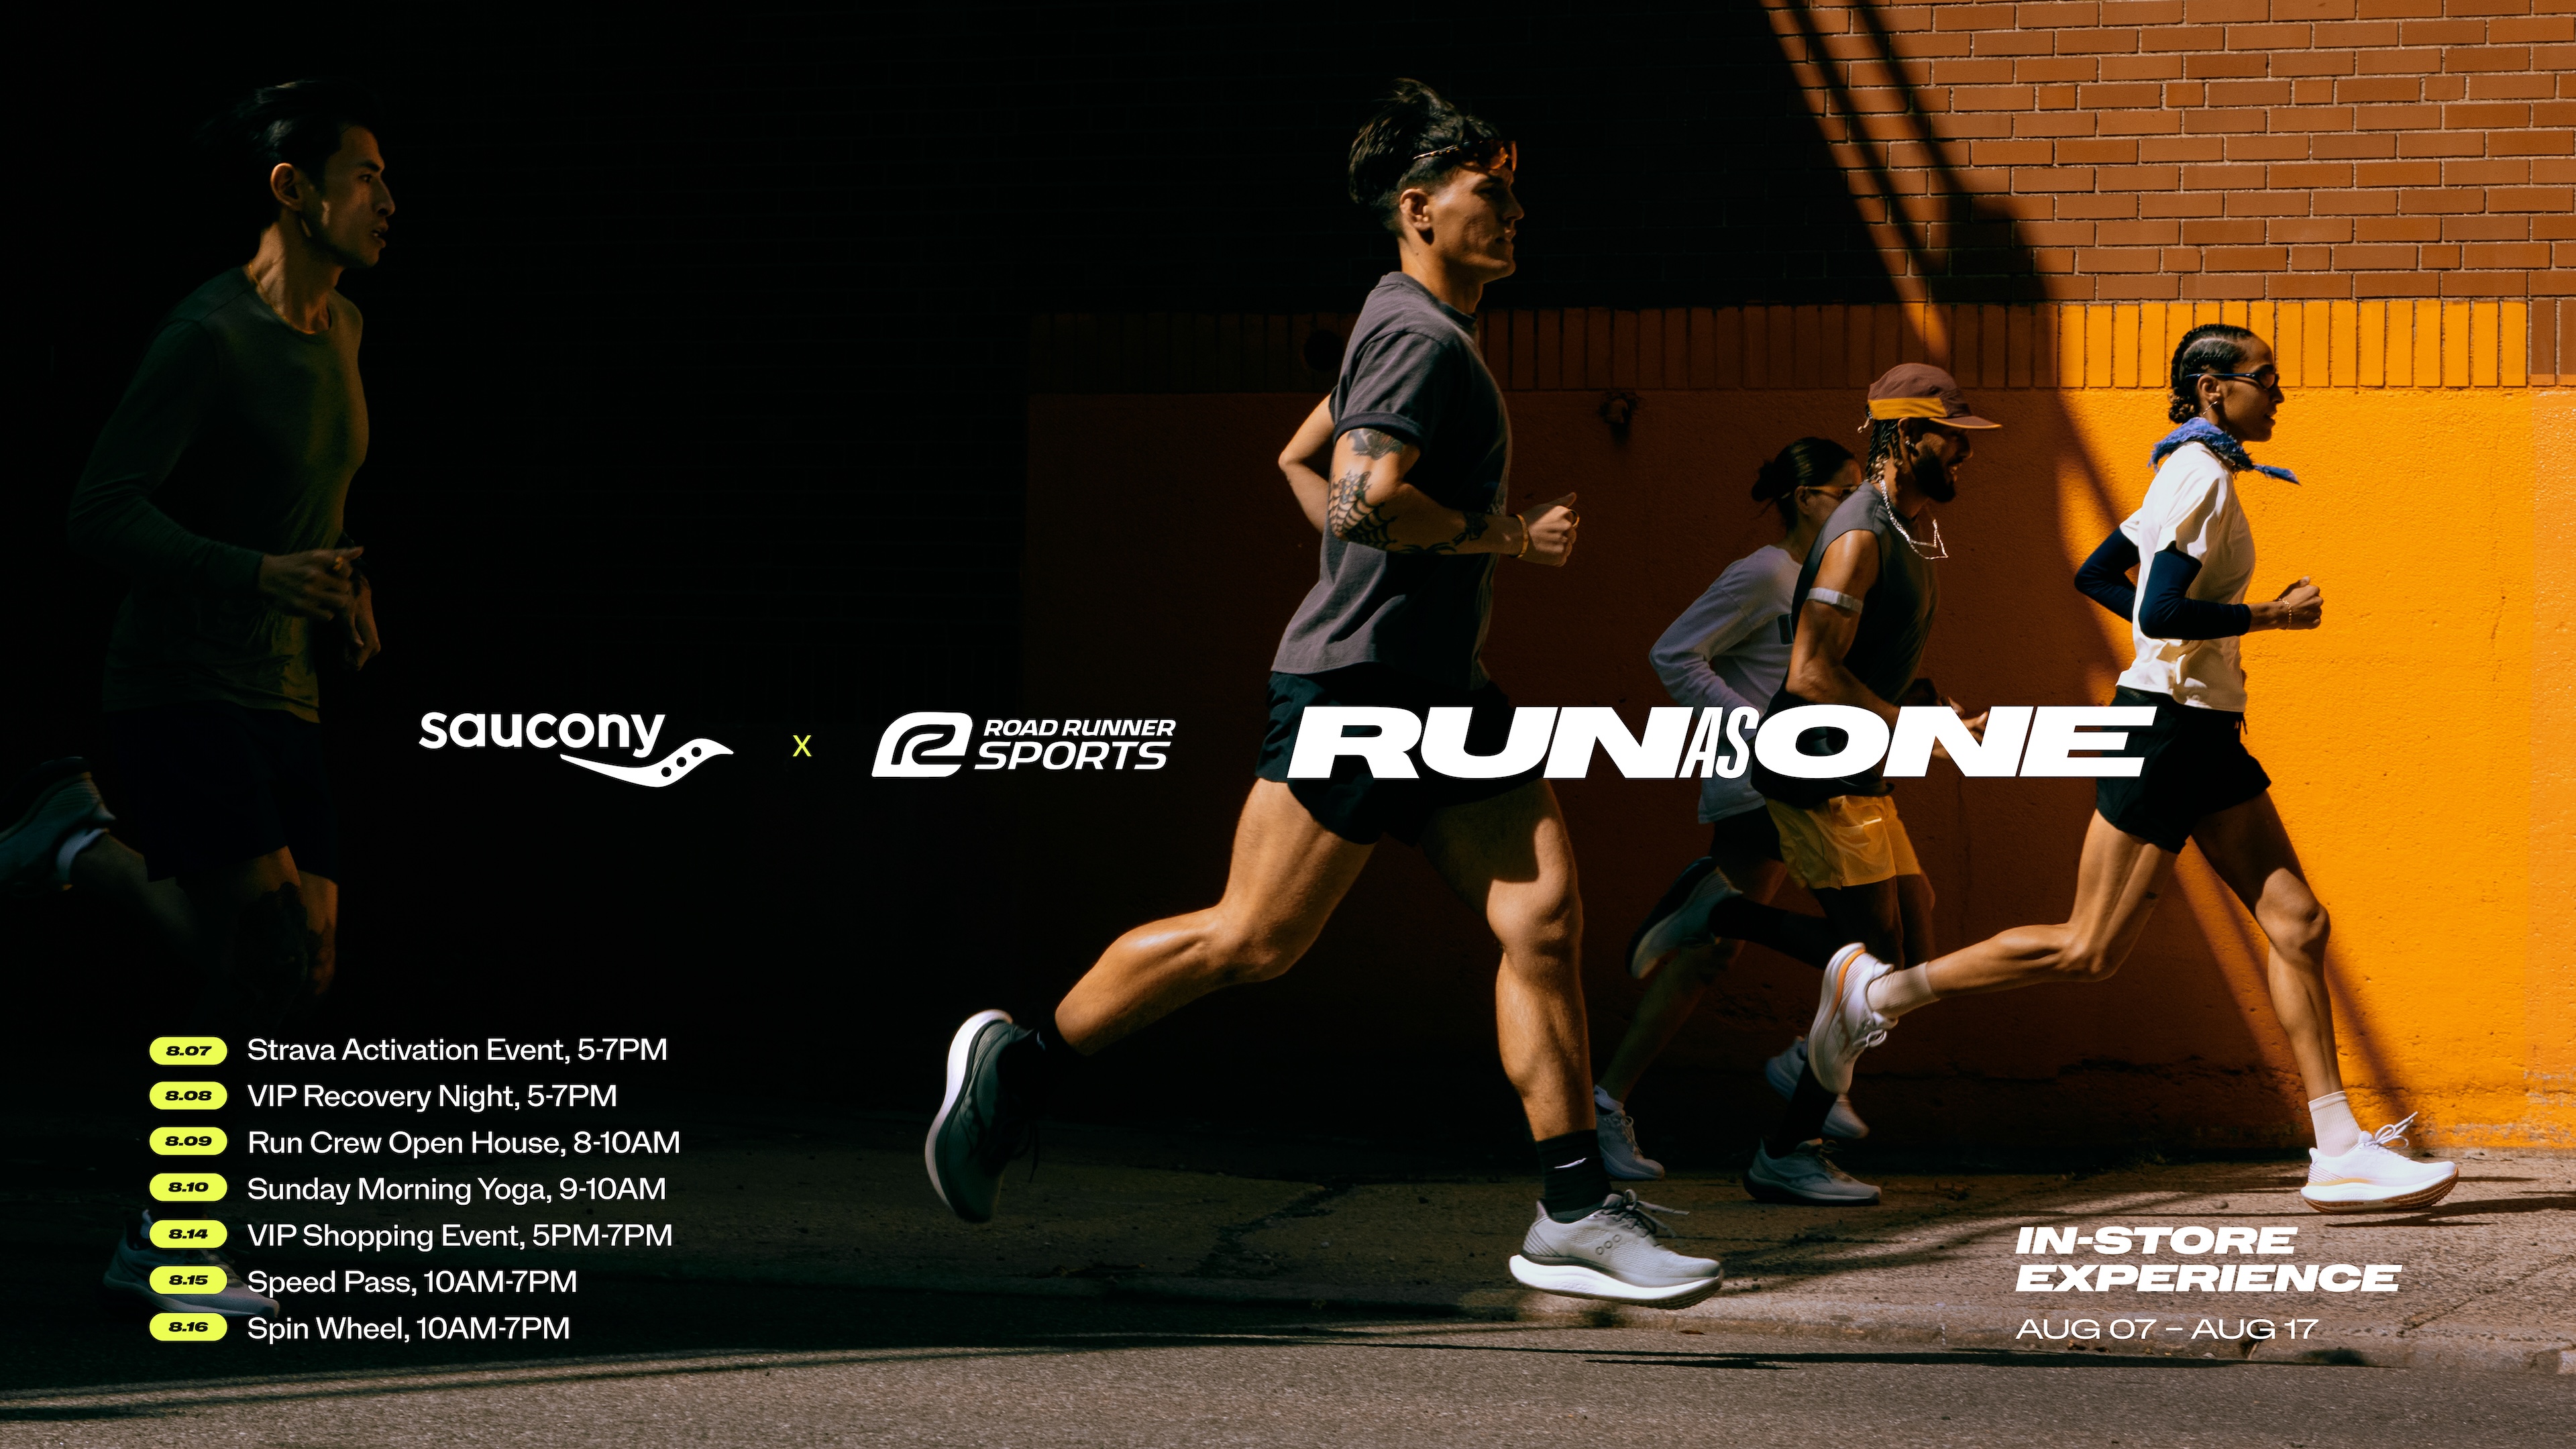 saucony x ROAD RUNNER SPORTS RUN AS ONE
8.07 Strava Activation Event, 5-7PM
8.08 VIP Recovery Night, 5-7PM
8.09 Run Crew Open House, 8-10AM
8.10 Sunday Morning Yoga, 9-10AM
8.14 VIP Shopping Event, 5PM-7PM
8.15 Speed Pass, 10AM-7PM
8.16 Spin Wheel, 10AM-7PM
IN-STORE
EXPERIENCE
AUG 07 – AUG 17